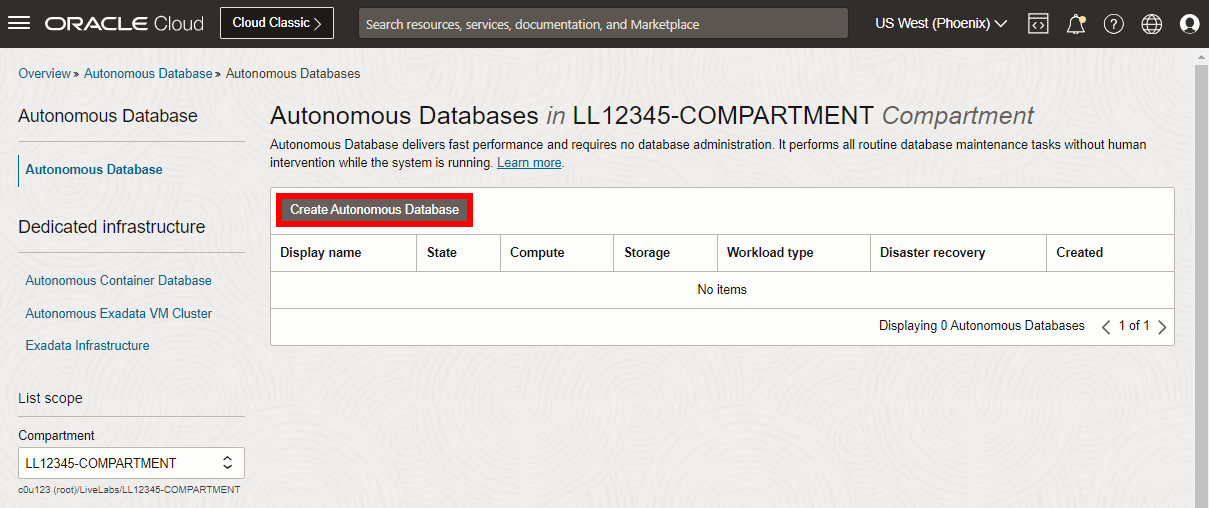 ORACLE Cloud
Cloud Classic >
Search resources, services, documentation, and Marketplace
US West (Phoenix)
Overview » Autonomous Database » Autonomous Databases
Autonomous Database
Autonomous Database
Dedicated infrastructure
Autonomous Container Database
Autonomous Exadata VM Cluster
Exadata Infrastructure
List scope
Compartment
LL12345-COMPARTMENT
c0u123 (root)/LiveLabs/LL12345-COMPARTMENT
Autonomous Databases in LL12345-COMPARTMENT Compartment
Autonomous Database delivers fast performance and requires no database administration. It performs all routine database maintenance tasks without human
intervention while the system is running. Learn more.
Create Autonomous Database
Display name State Compute Storage Workload type Disaster recovery Created
No items
Displaying 0 Autonomous Databases < 1 of 1 >